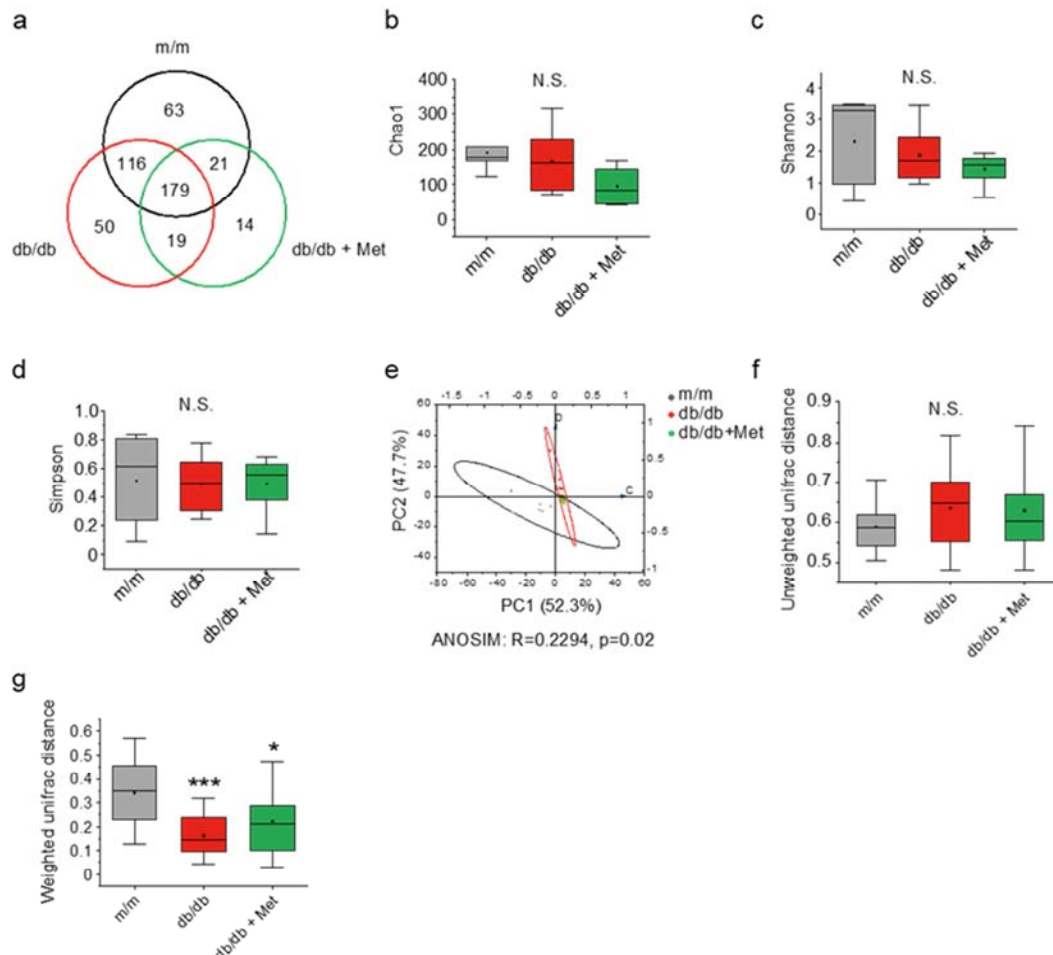 a
m/m
63
116
21
179
50
19
14
db/db
db/db + Met
b
N.S.
Chao1
400
300
200
100
0
m/m
db/db
db/db + Met
c
N.S.
Shannon
4
3
2
1
0
m/m
db/db
db/db + Met
d
N.S.
Simpson
1.0
0.8
0.6
0.4
0.2
0
m/m
db/db
db/db + Met
e
-1.5 -1 -0.5 0 0.5 1
60
40
20
0
-20
-40
1
0.5
0
-0.5
-1
PC2 (47.7%)
-80 -60 -40 -20 0 20 40 60
PC1 (52.3%)
m/m
db/db
db/db+Met
ANOSIM: R=0.2294, p=0.02
f
N.S.
Unweighted unifrac distance
0.9
0.8
0.7
0.6
0.5
m/m
db/db
db/db + Met
g
Weighted unifrac distance
0.6
0.5
0.4
0.3
0.2
0.1
0
***
*
m/m
db/db
db/db + Met